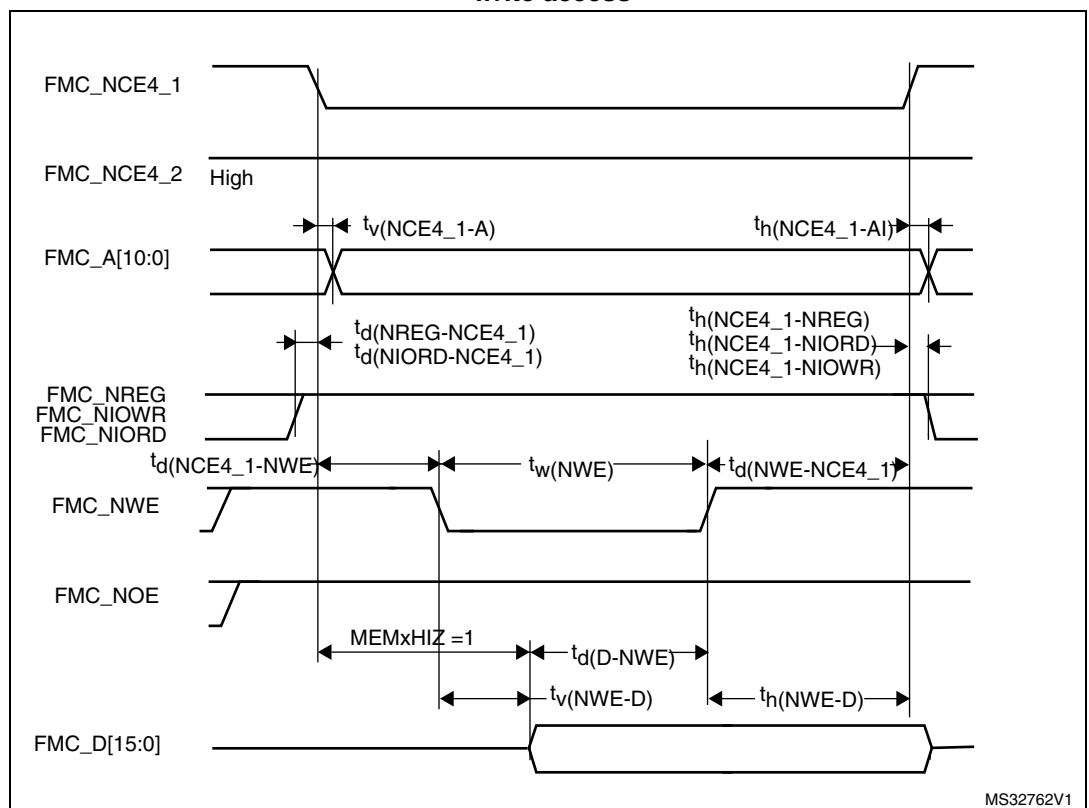 FMC_NCE4_1
FMC_NCE4_2 High
tv(NCE4_1-A) th(NCE4_1-AI)
FMC_A[10:0]
td(NREG-NCE4_1)
td(NIORD-NCE4_1)
th(NCE4_1-NREG)
th(NCE4_1-NIORD)
th(NCE4_1-NIOWR)
FMC_NREG
FMC_NIOWR
FMC_NIORD
td(NCE4_1-NWE) tw(NWE) td(NWE-NCE4_1)
FMC_NWE
FMC_NOE
MEMxHIZ =1
td(D-NWE)
tv(NWE-D) th(NWE-D)
FMC_D[15:0]
MS32762V1